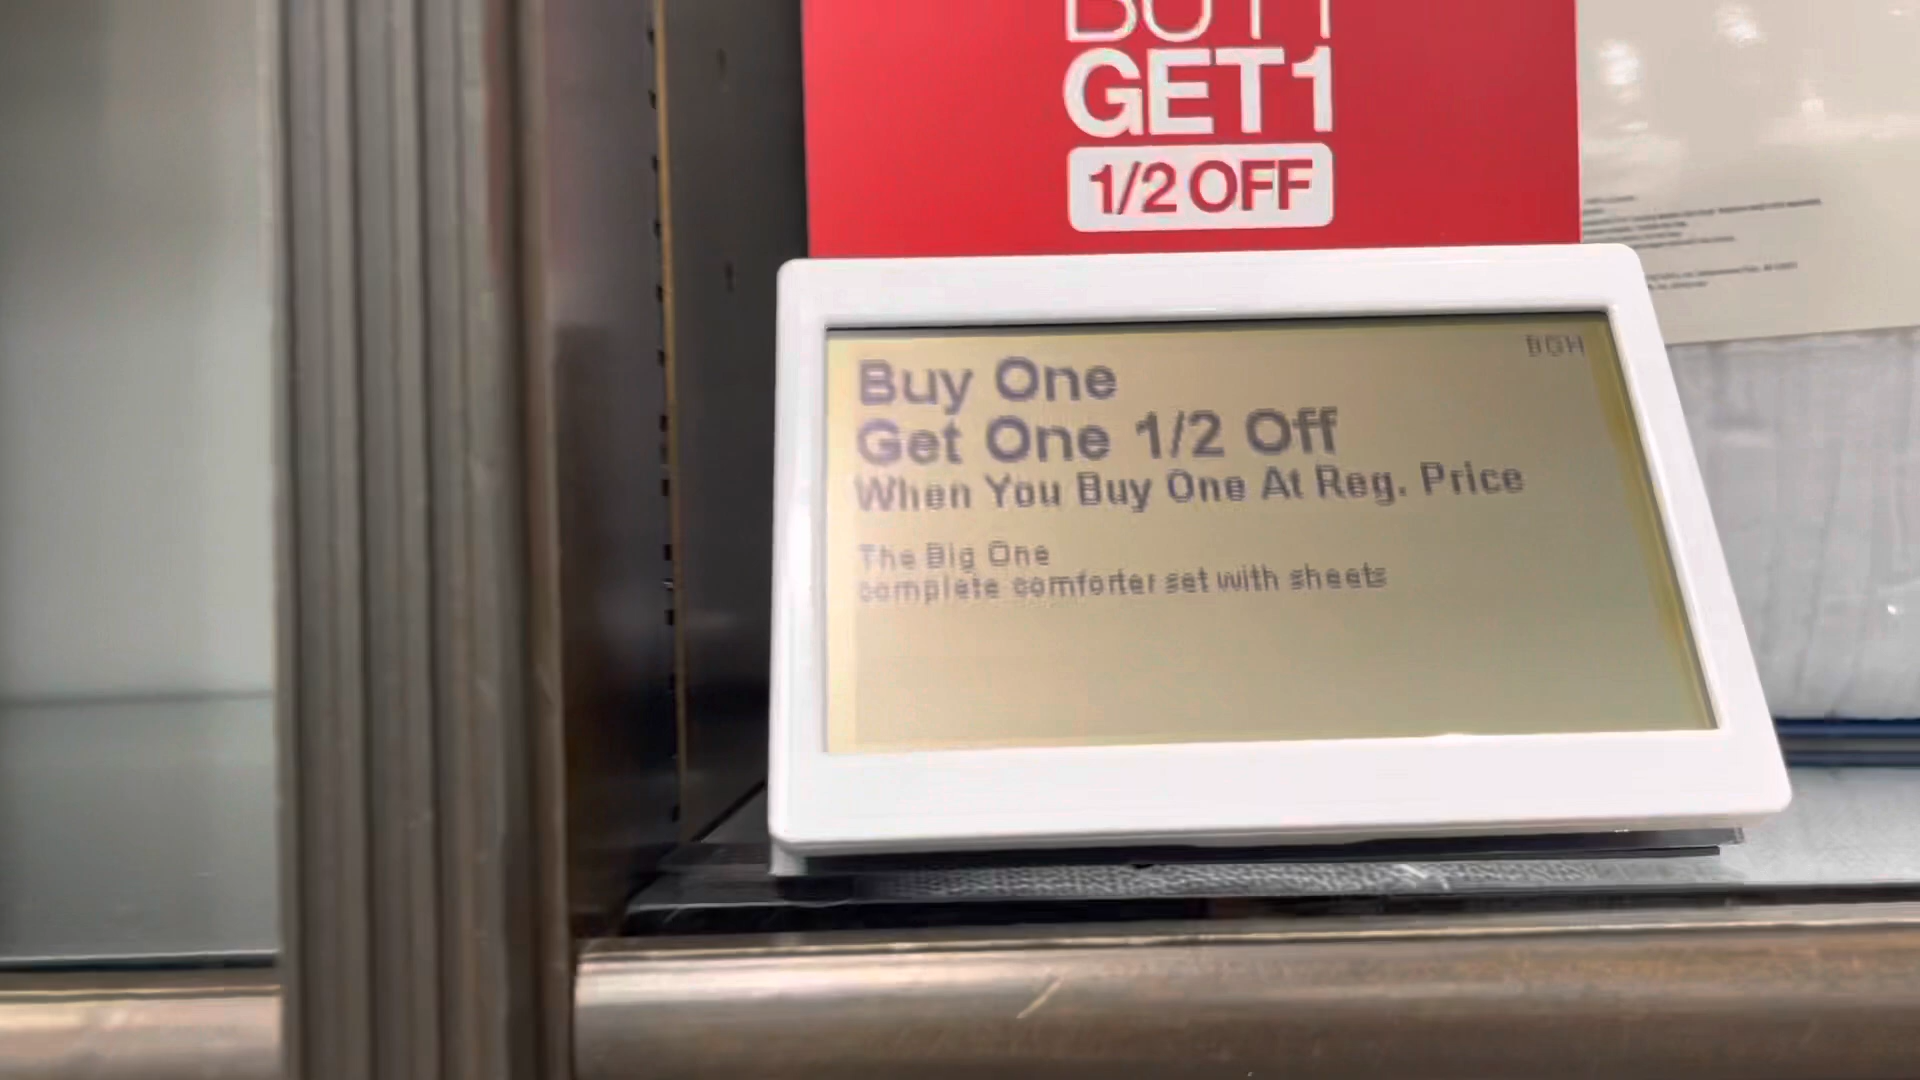 BUY1
GET1
1/2 OFF
BGH
Buy One
Get One 1/2 Off
When You Buy One At Reg. Price
The Big One
complete comforter set with sheets